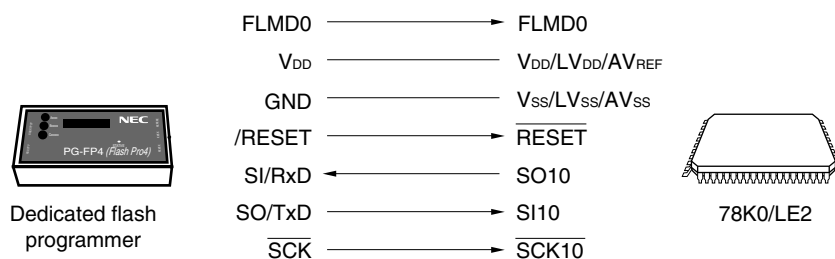 FLMD0 FLMD0
VDD VDD/LVDD/AVREF
GND VSS/LVSS/AVSS
/RESET RESET
SI/RxD SO10
SO/TxD SI10
SCK SCK10
NEC
PG-FP4 (Flash Pro4)
Dedicated flash
programmer
78K0/LE2